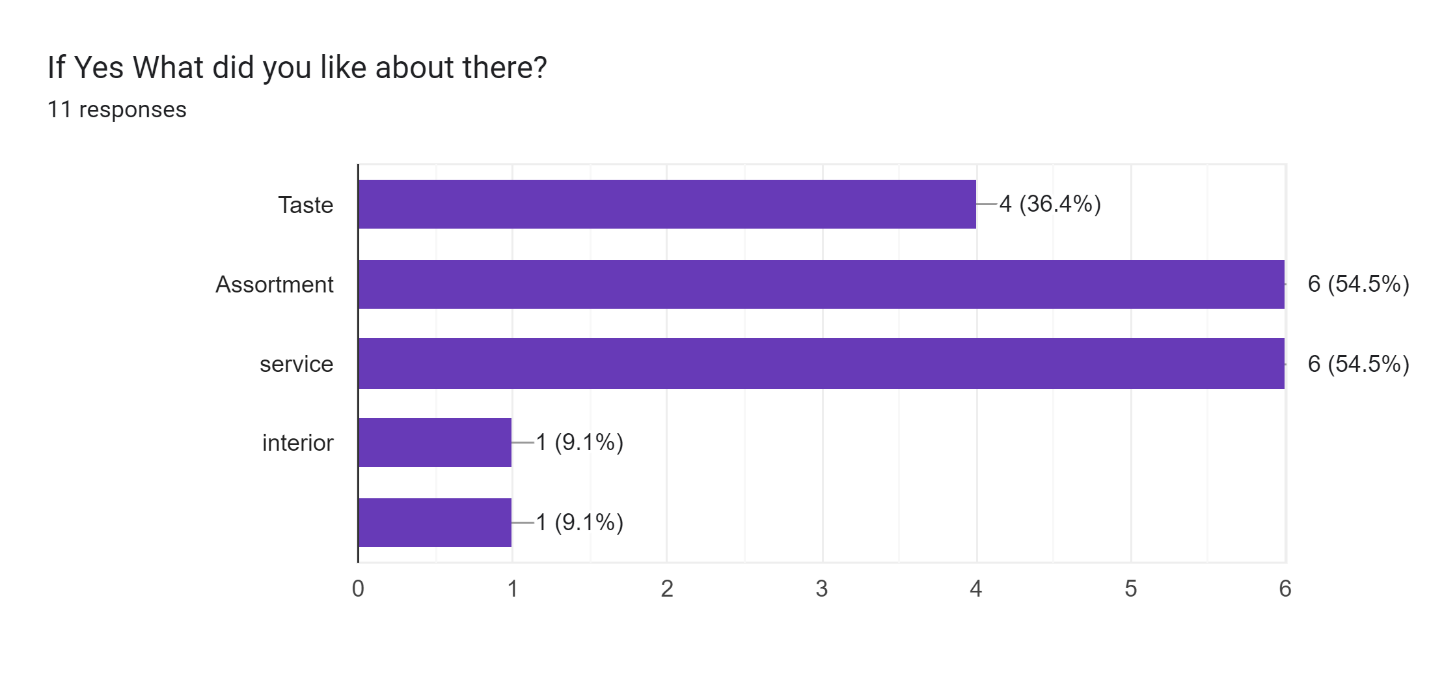 If Yes What did you like about there?
11 responses
Taste 4 (36.4%)
Assortment 6 (54.5%)
service 6 (54.5%)
interior 1 (9.1%)
1 (9.1%)
0 1 2 3 4 5 6